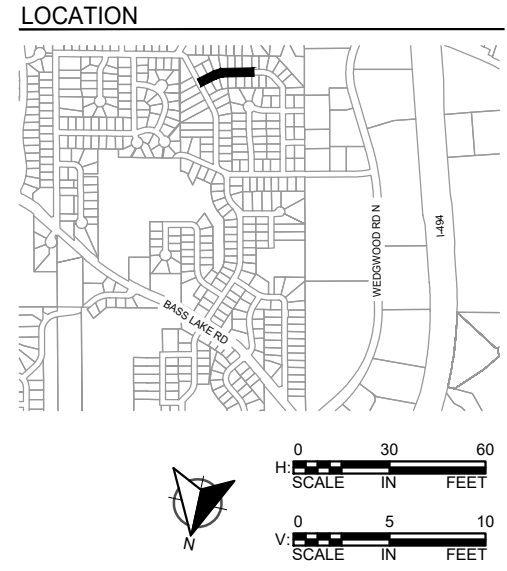 LOCATION
WEDGWOOD RD N
I-494
BASS LAKE RD
N
0 30 60
H:
SCALE IN FEET
0 5 10
V:
SCALE IN FEET